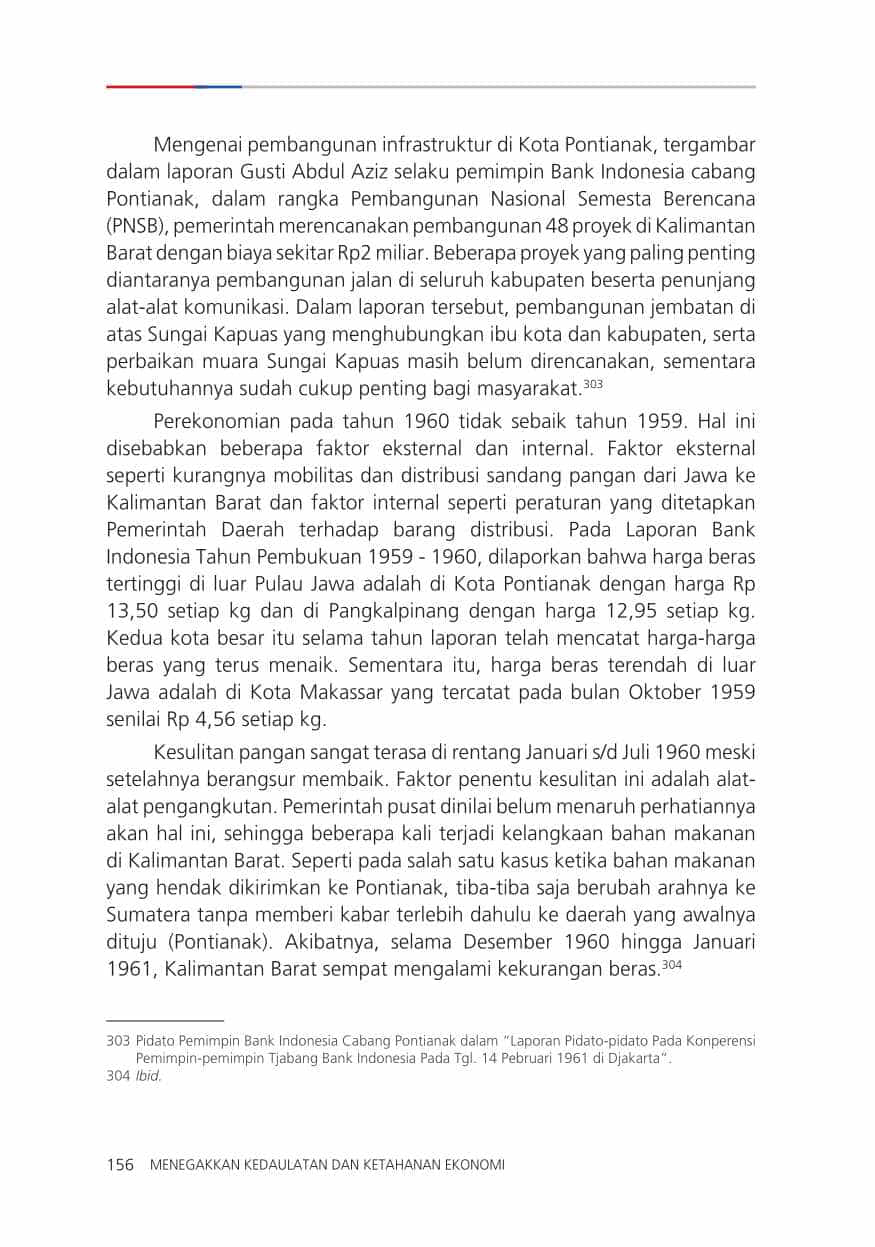 Mengenai pembangunan infrastruktur di Kota Pontianak, tergambar
dalam laporan Gusti Abdul Aziz selaku pemimpin Bank Indonesia cabang
Pontianak, dalam rangka Pembangunan Nasional Semesta Berencana
(PNSB), pemerintah merencanakan pembangunan 48 proyek di Kalimantan
Barat dengan biaya sekitar Rp2 miliar. Beberapa proyek yang paling penting
diantaranya pembangunan jalan di seluruh kabupaten beserta penunjang
alat-alat komunikasi. Dalam laporan tersebut, pembangunan jembatan di
atas Sungai Kapuas yang menghubungkan ibu kota dan kabupaten, serta
perbaikan muara Sungai Kapuas masih belum direncanakan, sementara
kebutuhannya sudah cukup penting bagi masyarakat.303
Perekonomian pada tahun 1960 tidak sebaik tahun 1959. Hal ini
disebabkan beberapa faktor eksternal dan internal. Faktor eksternal
seperti kurangnya mobilitas dan distribusi sandang pangan dari Jawa ke
Kalimantan Barat dan faktor internal seperti peraturan yang ditetapkan
Pemerintah Daerah terhadap barang distribusi. Pada Laporan Bank
Indonesia Tahun Pembukuan 1959 - 1960, dilaporkan bahwa harga beras
tertinggi di luar Pulau Jawa adalah di Kota Pontianak dengan harga Rp
13,50 setiap kg dan di Pangkalpinang dengan harga 12,95 setiap kg.
Kedua kota besar itu selama tahun laporan telah mencatat harga-harga
beras yang terus menaik. Sementara itu, harga beras terendah di luar
Jawa adalah di Kota Makassar yang tercatat pada bulan Oktober 1959
senilai Rp 4,56 setiap kg.
Kesulitan pangan sangat terasa di rentang Januari s/d Juli 1960 meski
setelahnya berangsur membaik. Faktor penentu kesulitan ini adalah alat-
alat pengangkutan. Pemerintah pusat dinilai belum menaruh perhatiannya
akan hal ini, sehingga beberapa kali terjadi kelangkaan bahan makanan
di Kalimantan Barat. Seperti pada salah satu kasus ketika bahan makanan
yang hendak dikirimkan ke Pontianak, tiba-tiba saja berubah arahnya ke
Sumatera tanpa memberi kabar terlebih dahulu ke daerah yang awalnya
dituju (Pontianak). Akibatnya, selama Desember 1960 hingga Januari
1961, Kalimantan Barat sempat mengalami kekurangan beras.304
303 Pidato Pemimpin Bank Indonesia Cabang Pontianak dalam “Laporan Pidato-pidato Pada Konperensi
Pemimpin-pemimpin Tjabang Bank Indonesia Pada Tgl. 14 Pebruari 1961 di Djakarta”.
304 Ibid.
156 MENEGAKKAN KEDAULATAN DAN KETAHANAN EKONOMI